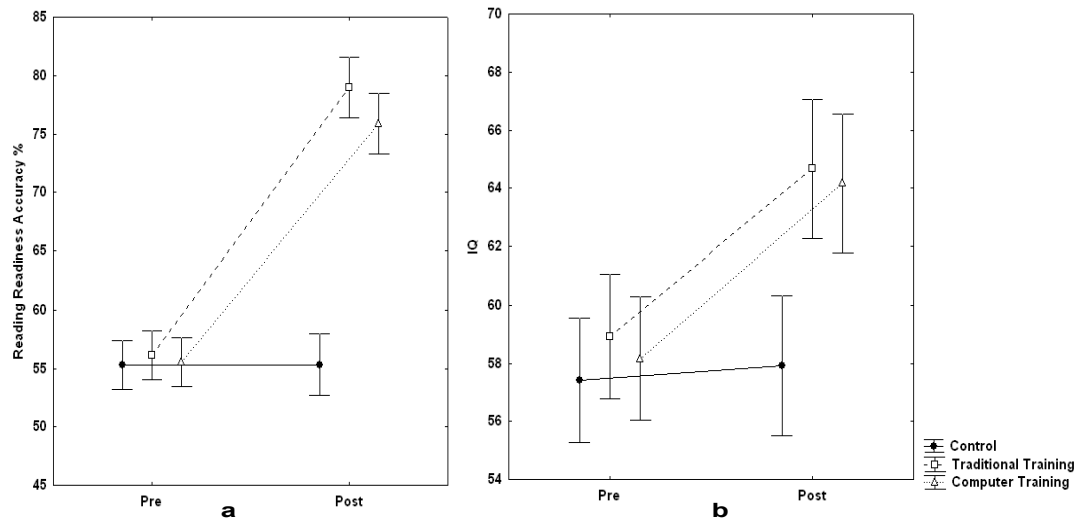 Reading Readiness Accuracy %
85
80
75
70
65
60
55
50
45
Pre
Post
a
IQ
70
68
66
64
62
60
58
56
54
Pre
Post
b
Control
Traditional Training
Computer Training